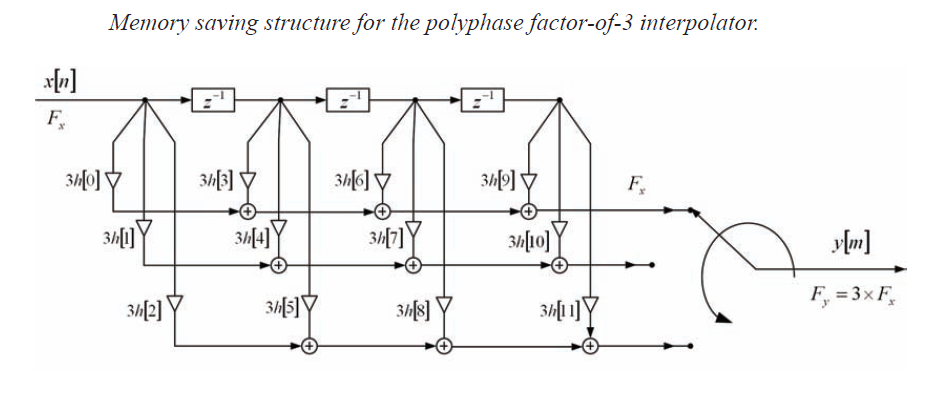 Memory saving structure for the polyphase factor-of-3 interpolator.
x[n]
z⁻¹
z⁻¹
z⁻¹
Fₓ
3h[0]
3h[3]
3h[6]
3h[9]
Fₓ
3h[1]
3h[4]
3h[7]
3h[10]
y[m]
3h[2]
3h[5]
3h[8]
3h[11]
F_y = 3×Fₓ